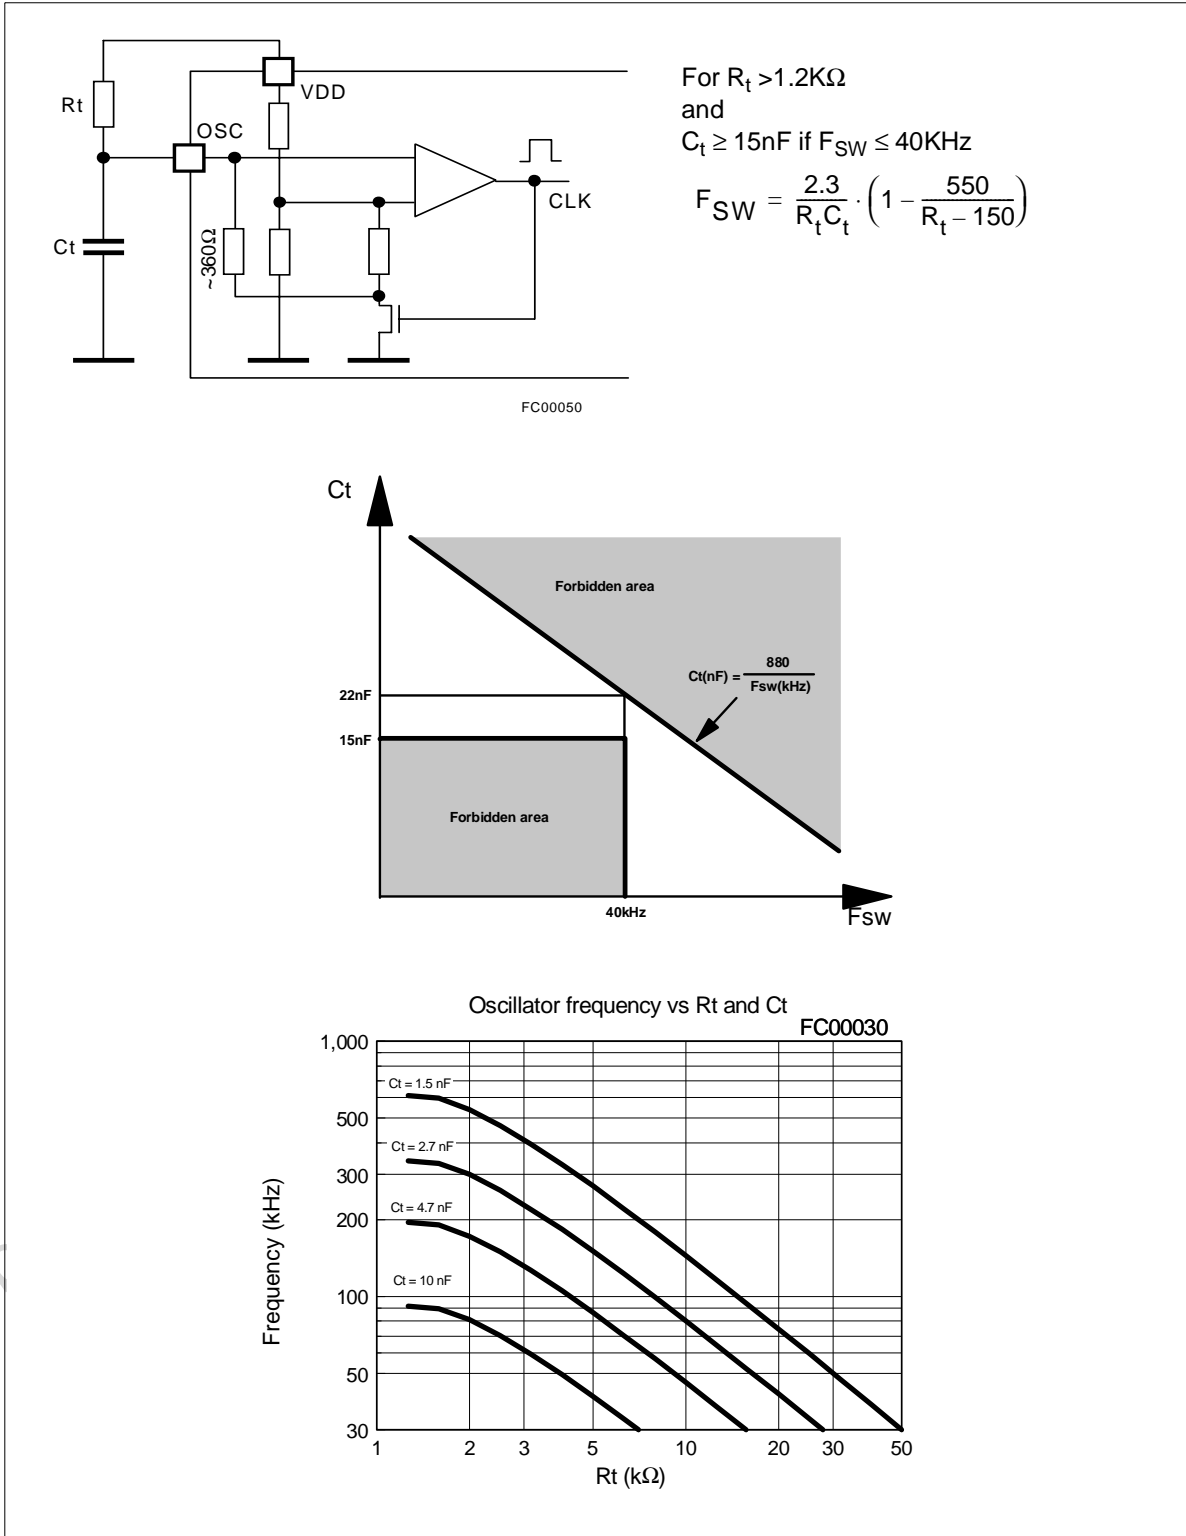 VDD
Rt
OSC
CLK
Ct
~360Ω
FC00050
For Rt >1.2KΩ
and
Ct ≥ 15nF if FSW ≤ 40KHz
FSW = 2.3 / RtCt · (1 − 550 / Rt − 150)
Ct
Forbidden area
Ct(nF) = 880 / Fsw(kHz)
22nF
15nF
Forbidden area
40kHz
Fsw
Oscillator frequency vs Rt and Ct
FC00030
1,000
Ct = 1.5 nF
500
Ct = 2.7 nF
300
Ct = 4.7 nF
200
Ct = 10 nF
100
50
30
Frequency (kHz)
1 2 3 5 10 20 30 50
Rt (kΩ)